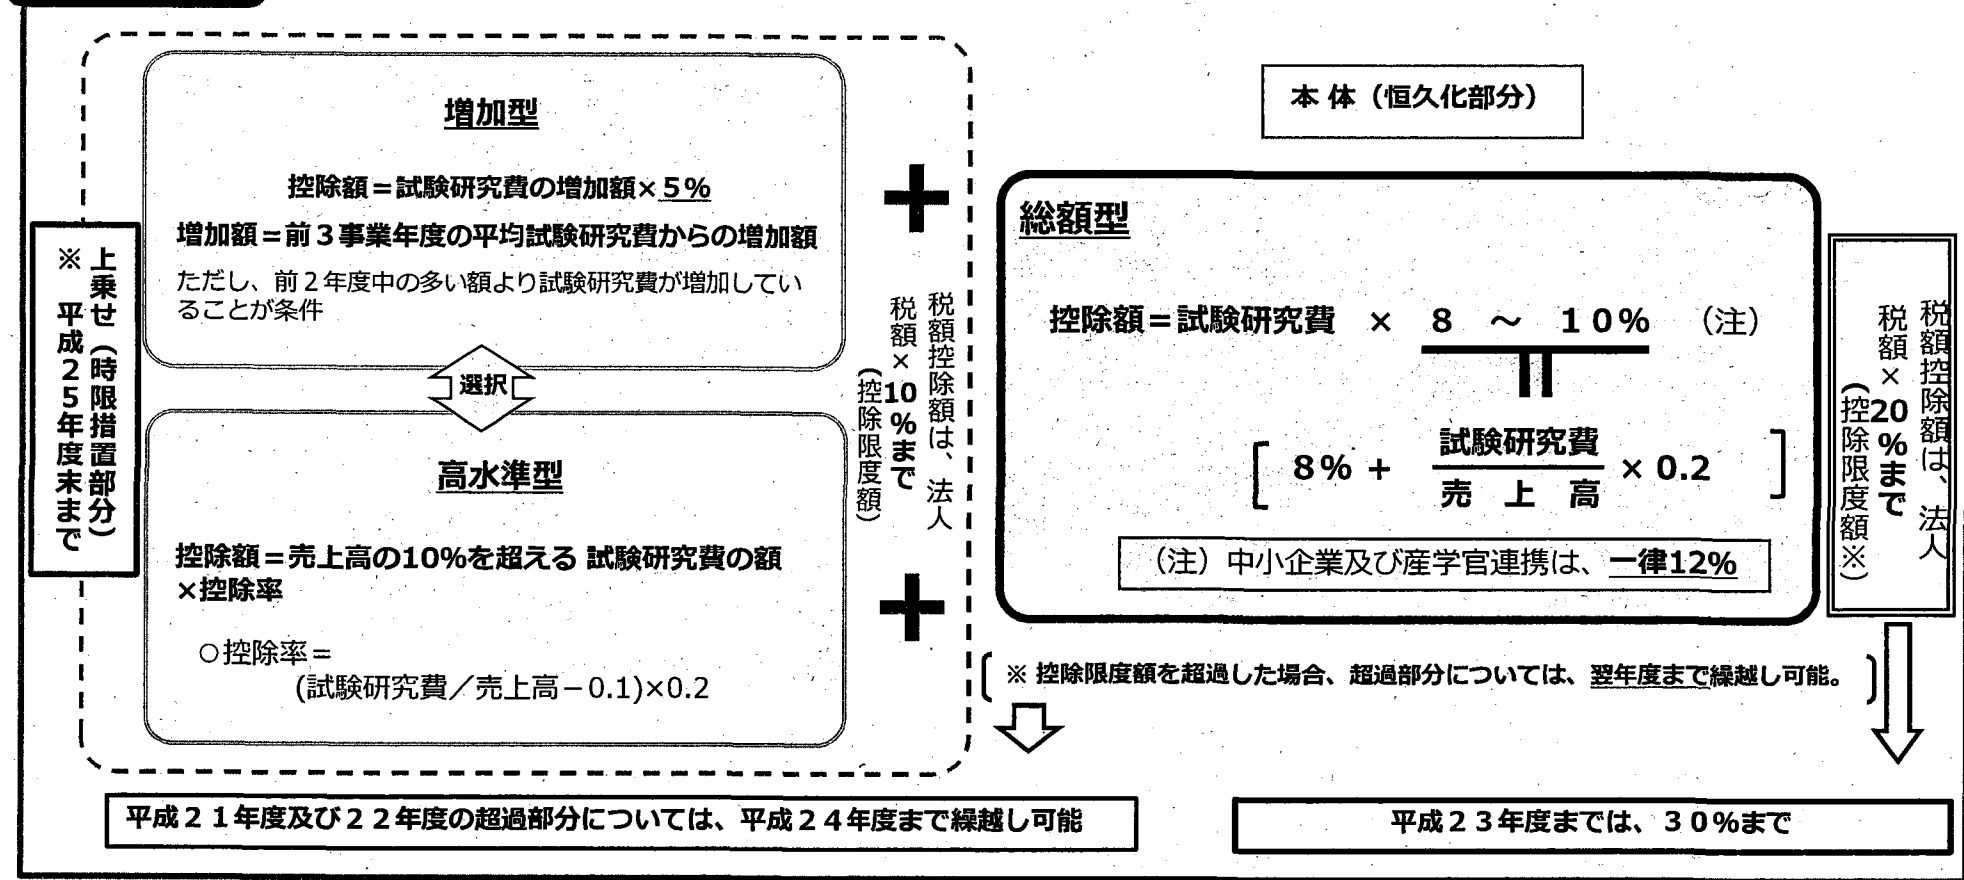 上乗せ（時限措置部分）
※ 平成２５年度末まで
増加型
控除額＝試験研究費の増加額×５％
増加額＝前３事業年度の平均試験研究費からの増加額
ただし、前２年度中の多い額より試験研究費が増加してい
ることが条件
選択
高水準型
控除額＝売上高の10%を超える 試験研究費の額
×控除率
○控除率＝
(試験研究費／売上高－0.1)×0.2
＋
＋
税額控除額は、法人
税額×10%まで
（控除限度額）
本 体（恒久化部分）
総額型
控除額＝試験研究費 × ８ ～ １０％ （注）
［ 8% + 試験研究費 × 0.2 ］
売 上 高
（注）中小企業及び産学官連携は、一律12%
税額控除額は、法人
税額×20%まで
（控除限度額※）
※ 控除限度額を超過した場合、超過部分については、翌年度まで繰越し可能。
平成２１年度及び２２年度の超過部分については、平成２４年度まで繰越し可能
平成２３年度までは、３０％まで